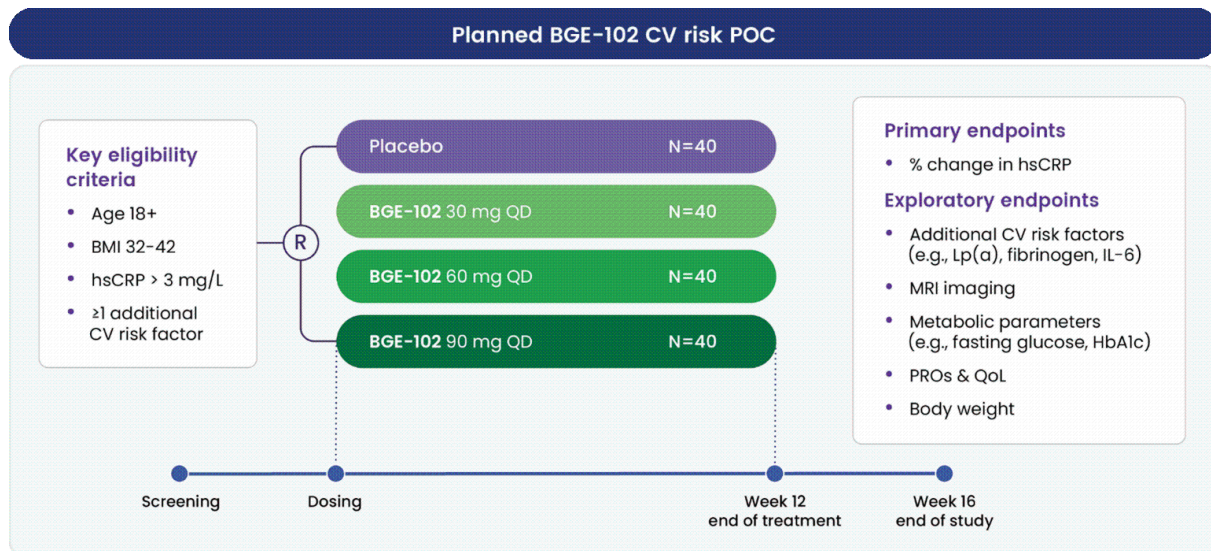 Planned BGE-102 CV risk POC
Key eligibility
criteria
• Age 18+
• BMI 32-42
• hsCRP > 3 mg/L
• ≥1 additional
CV risk factor
R
Placebo N=40
BGE-102 30 mg QD N=40
BGE-102 60 mg QD N=40
BGE-102 90 mg QD N=40
Primary endpoints
• % change in hsCRP
Exploratory endpoints
• Additional CV risk factors
(e.g., Lp(a), fibrinogen, IL-6)
• MRI imaging
• Metabolic parameters
(e.g., fasting glucose, HbA1c)
• PROs & QoL
• Body weight
Screening
Dosing
Week 12
end of treatment
Week 16
end of study